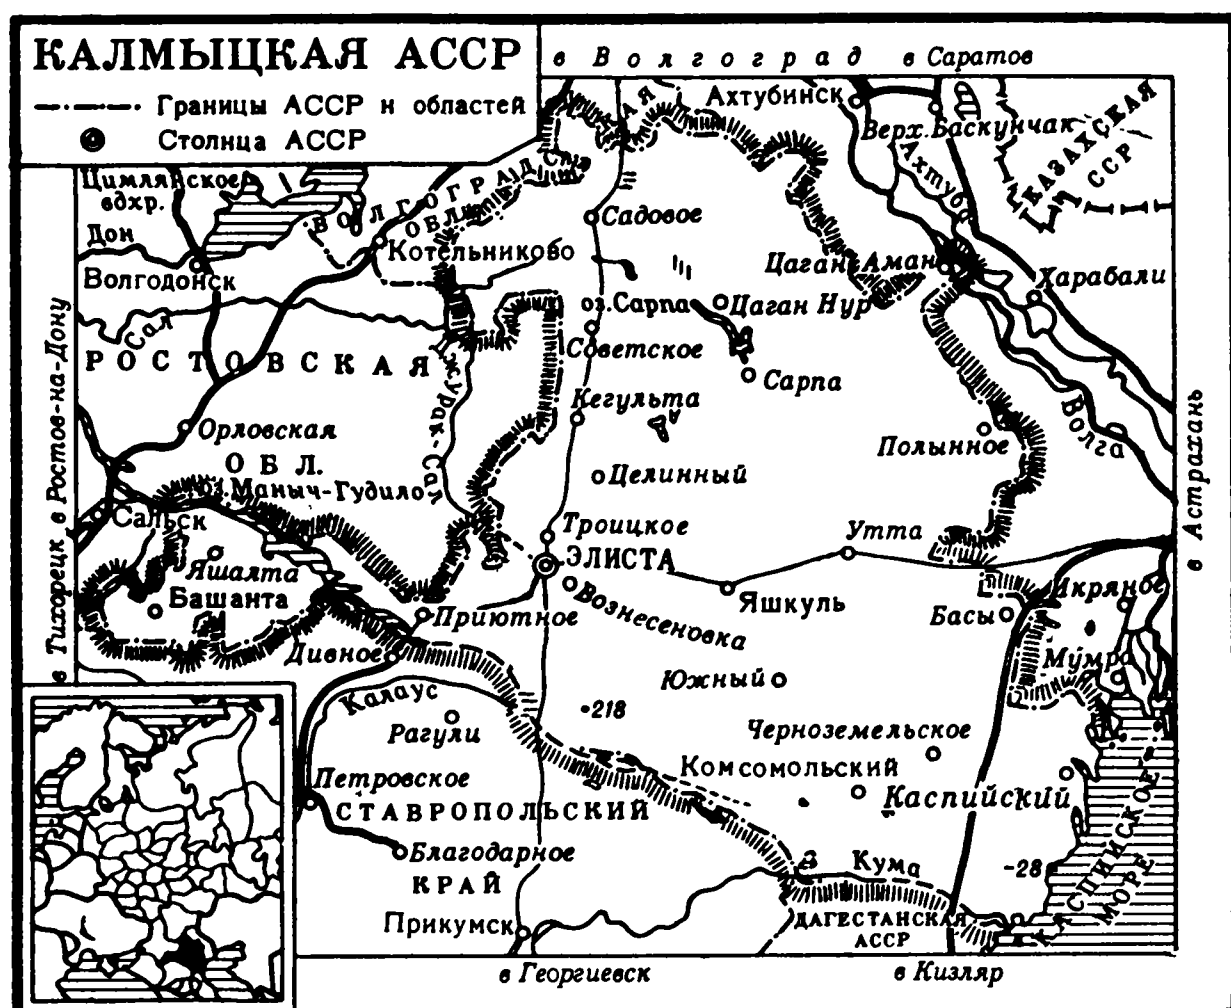 КАЛМЫЦКАЯ АССР
Границы АССР и областей
Столица АССР
в Волгоград
в Саратов
Ахтубинск
Верх. Баскунчак
КАЗАХСКАЯ
ССР
Ахтуба
Цимлянское
вдхр.
ВОЛГОГРАДСКАЯ
ОБЛ.
Дон
Садовое
Котельниково
Волгодонск
Цаган Аман
Харабали
оз. Сарпа
Цаган Нур
Сал
Советское
РОСТОВСКАЯ
Джурак-Сал
Сарпа
Кегульта
Волга
Орловская
Полынное
ОБЛ.
Целинный
оз. Маныч-Гудило
Сальск
Троицкое
Утта
ЭЛИСТА
Яшалта
Башанта
Яшкуль
Икряное
Приютное
Вознесеновка
Басы
Дивное
Мумра
Южный
Калаус
218
Рагули
Черноземельское
Комсомольский
Петровское
СТАВРОПОЛЬСКИЙ
Каспийский
КАСПИЙСКОЕ
МОРЕ
Благодарное
КРАЙ
Кума
-28
Прикумск
ДАГЕСТАНСКАЯ
АССР
в Георгиевск
в Кизляр
в Тихорецк
в Ростов-на-Дону
в Астрахань